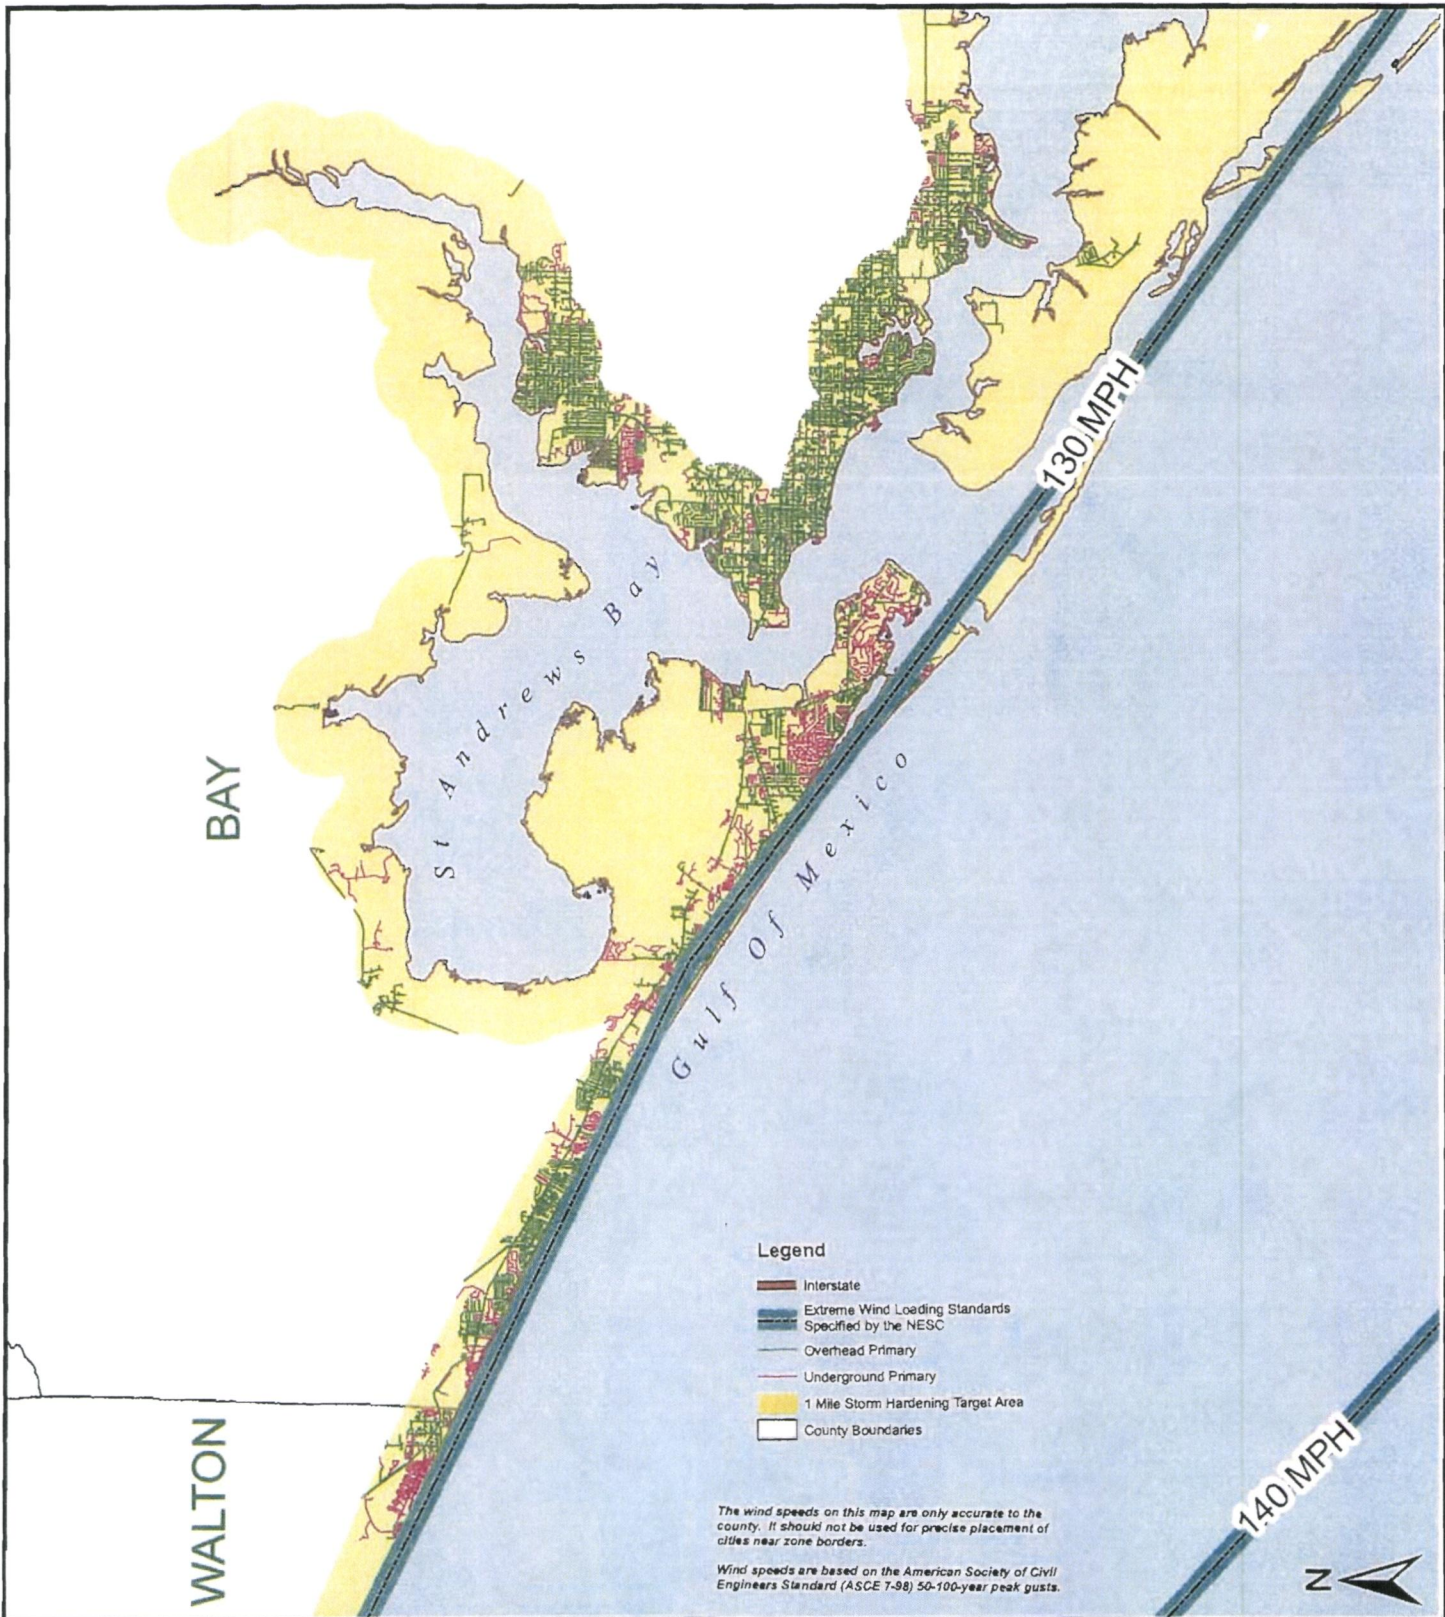 BAY
WALTON
St Andrews Bay
Gulf Of Mexico
130 MPH
140 MPH
Legend
Interstate
Extreme Wind Loading Standards
Specified by the NESC
Overhead Primary
Underground Primary
1 Mile Storm Hardening Target Area
County Boundaries
The wind speeds on this map are only accurate to the
county. It should not be used for precise placement of
cities near zone borders.
Wind speeds are based on the American Society of Civil
Engineers Standard (ASCE 7-98) 50-100-year peak gusts.
N